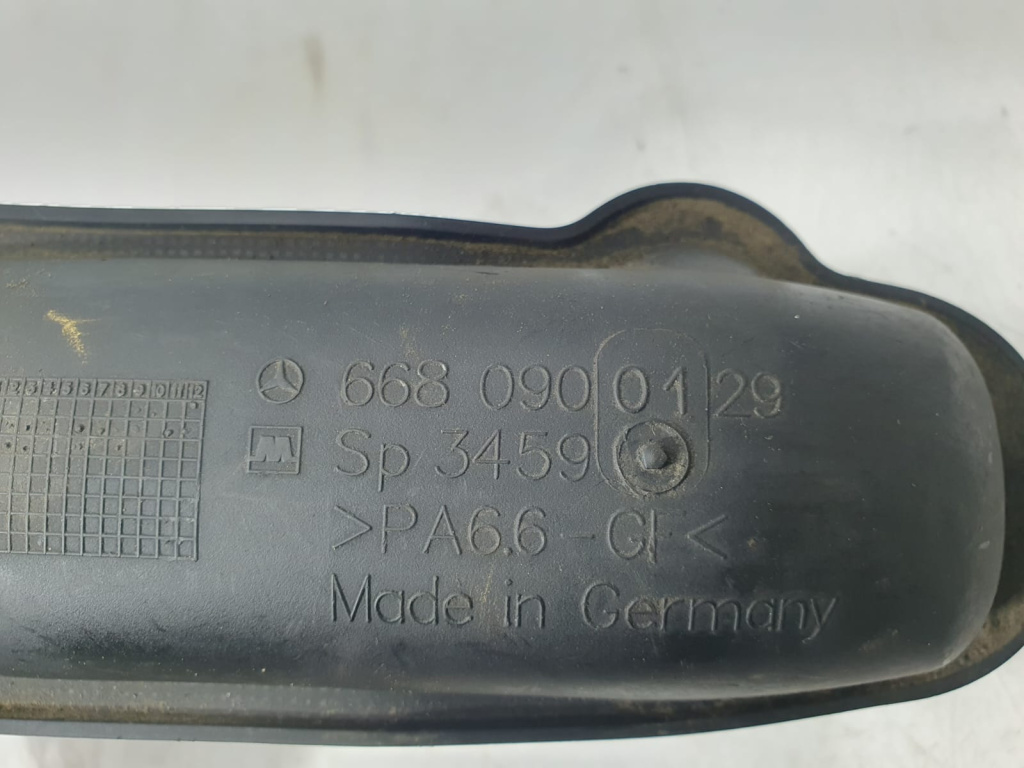 668 090 01 29
Sp 3459
>PA6.6-GF<
Made in Germany